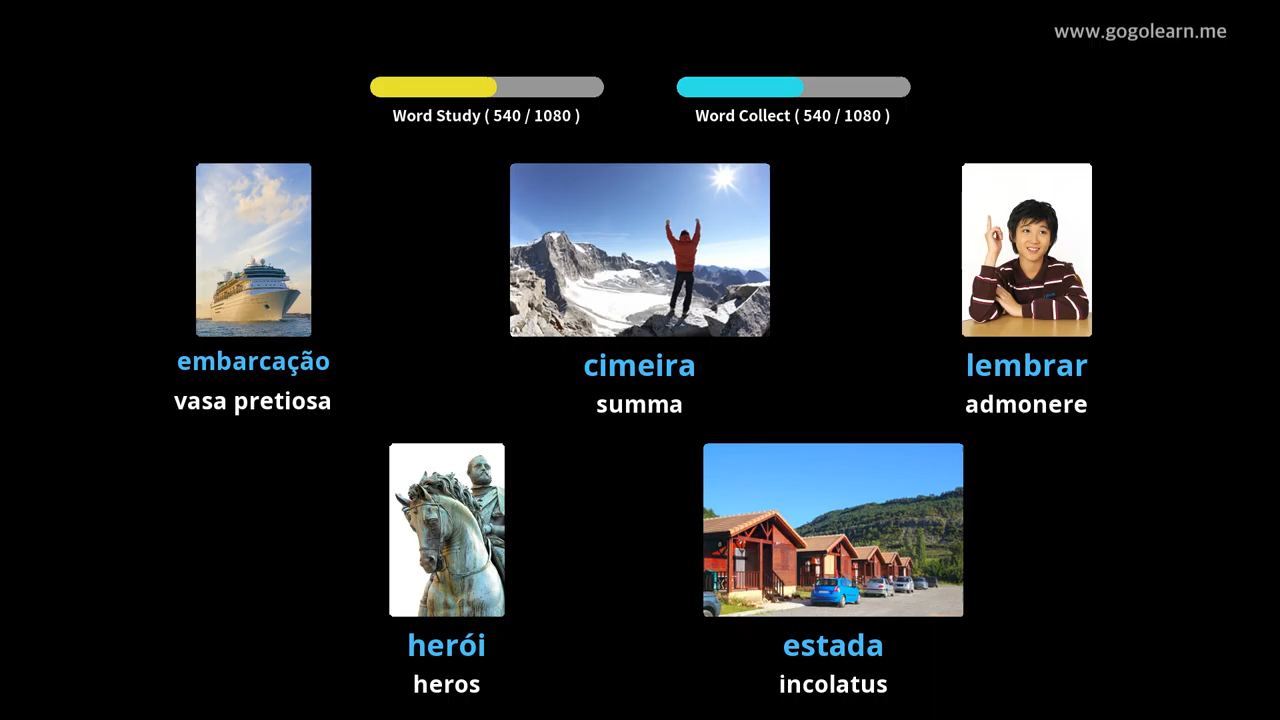 www.gogolearn.me
Word Study ( 540 / 1080 )
Word Collect ( 540 / 1080 )
embarcação
vasa pretiosa
cimeira
summa
lembrar
admonere
herói
heros
estada
incolatus